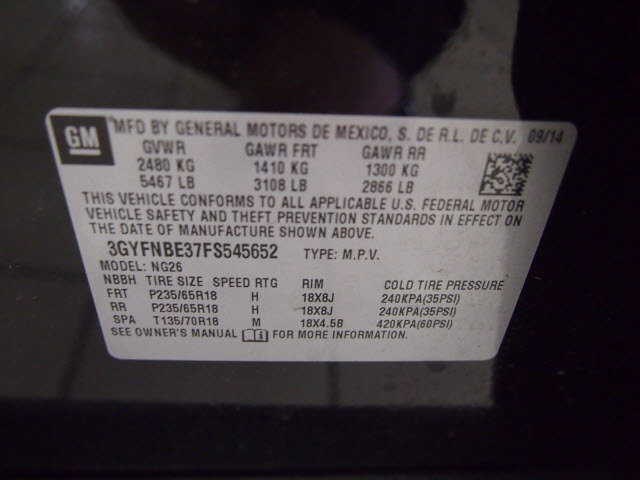 GM MFD BY GENERAL MOTORS DE MEXICO, S. DE R.L. DE C.V. 09/14
GVWR GAWR FRT GAWR RR
2480 KG 1410 KG 1300 KG
5467 LB 3108 LB 2866 LB
THIS VEHICLE CONFORMS TO ALL APPLICABLE U.S. FEDERAL MOTOR
VEHICLE SAFETY AND THEFT PREVENTION STANDARDS IN EFFECT ON
THE DATE OF MANUFACTURE SHOWN ABOVE.
3GYFNBE37FS545652 TYPE: M.P.V.
MODEL: NG26
NBBH TIRE SIZE SPEED RTG RIM COLD TIRE PRESSURE
FRT P235/65R18 H 18X8J 240KPA(35PSI)
RR P235/65R18 H 18X8J 240KPA(35PSI)
SPA T135/70R18 M 18X4.5B 420KPA(60PSI)
SEE OWNER'S MANUAL FOR MORE INFORMATION.